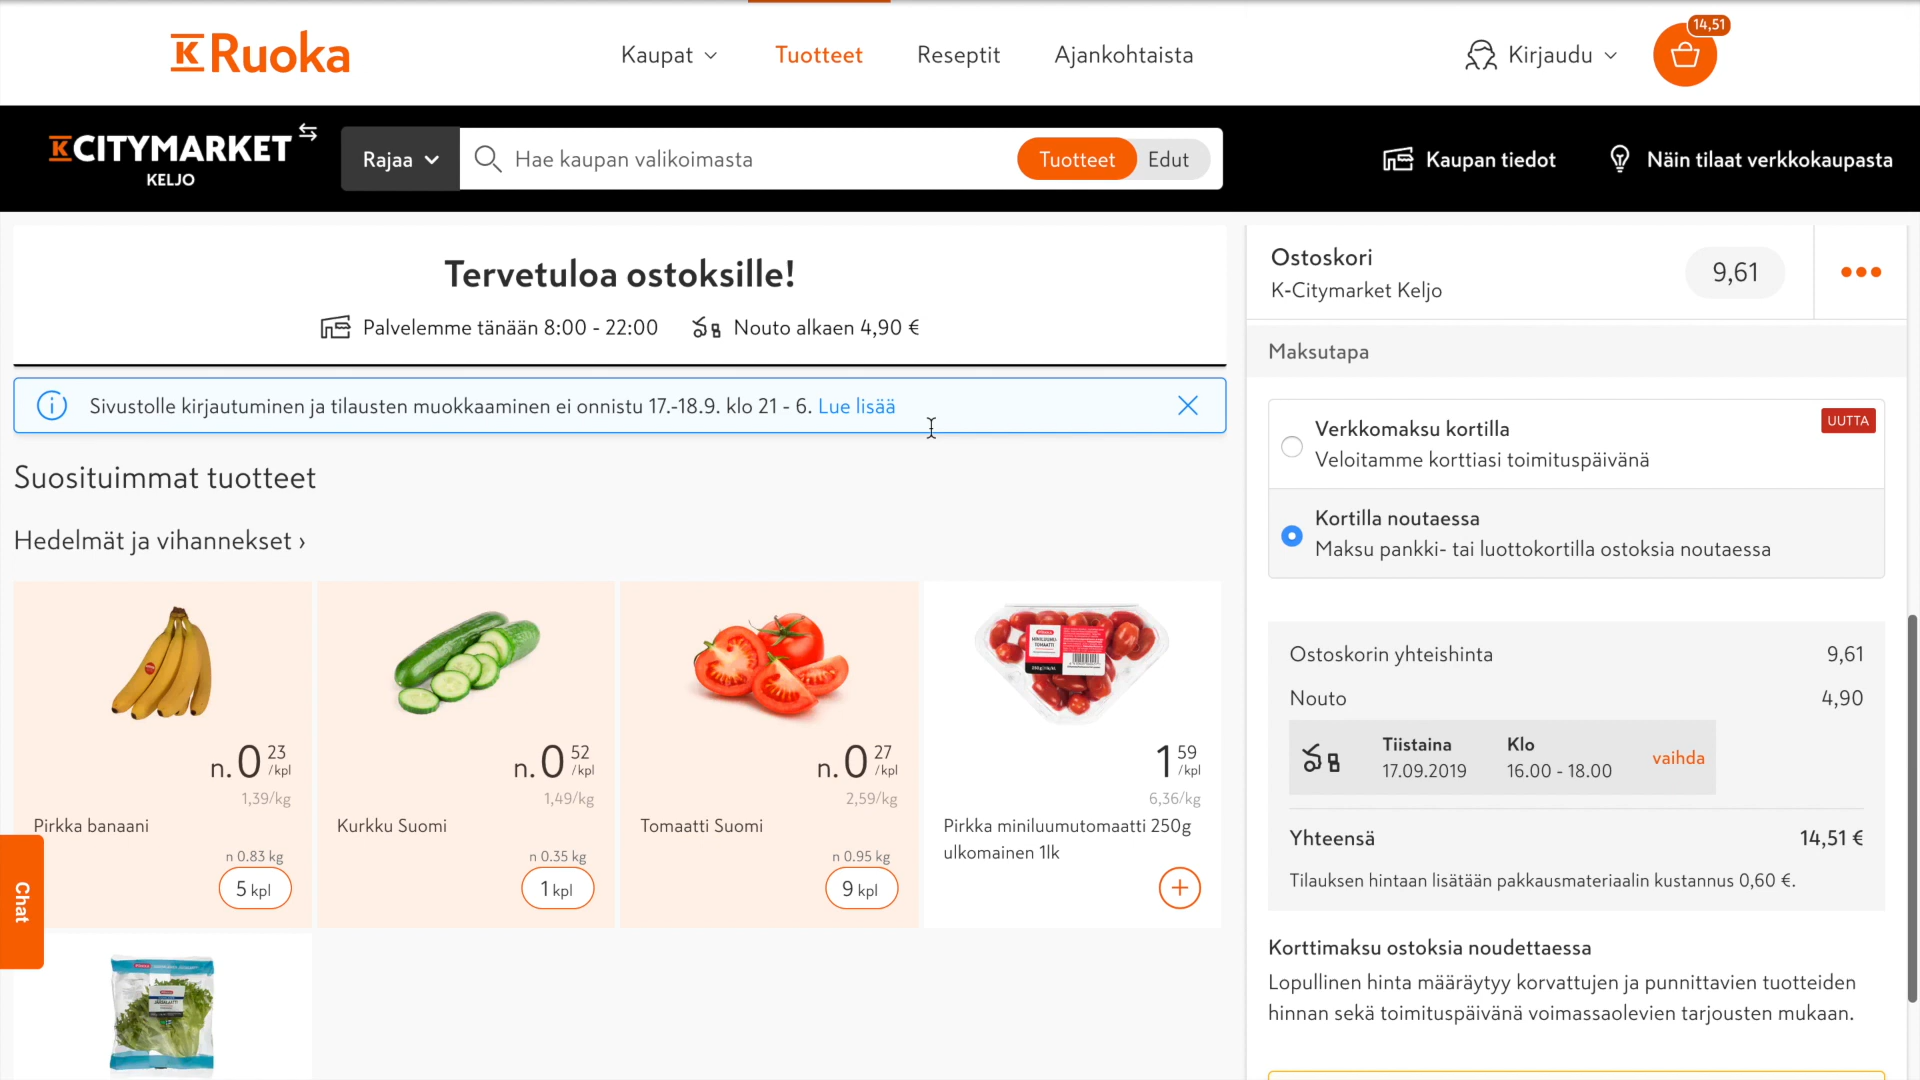 K Ruoka
Kaupat
Tuotteet
Reseptit
Ajankohtaista
Kirjaudu
14,51
K CITYMARKET
KELJO
Rajaa
Hae kaupan valikoimasta
Tuotteet
Edut
Kaupan tiedot
Näin tilaat verkkokaupasta
Tervetuloa ostoksille!
Palvelemme tänään 8:00 - 22:00
Nouto alkaen 4,90 €
Sivustolle kirjautuminen ja tilausten muokkaaminen ei onnistu 17.-18.9. klo 21 - 6. Lue lisää
Suosituimmat tuotteet
Hedelmät ja vihannekset ›
n. 0 23 /kpl
1,39/kg
Pirkka banaani
n 0.83 kg
5 kpl
n. 0 52 /kpl
1,49/kg
Kurkku Suomi
n 0.35 kg
1 kpl
n. 0 27 /kpl
2,59/kg
Tomaatti Suomi
n 0.95 kg
9 kpl
1 59 /kpl
6,36/kg
Pirkka miniluumutomaatti 250g
ulkomainen 1lk
Chat
Ostoskori
K-Citymarket Keljo
9,61
Maksutapa
Verkkomaksu kortilla
UUTTA
Veloitamme korttiasi toimituspäivänä
Kortilla noutaessa
Maksu pankki- tai luottokortilla ostoksia noutaessa
Ostoskorin yhteishinta 9,61
Nouto 4,90
Tiistaina Klo
17.09.2019 16.00 - 18.00
vaihda
Yhteensä 14,51 €
Tilauksen hintaan lisätään pakkausmateriaalin kustannus 0,60 €.
Korttimaksu ostoksia noudettaessa
Lopullinen hinta määräytyy korvattujen ja punnittavien tuotteiden
hinnan sekä toimituspäivänä voimassaolevien tarjousten mukaan.